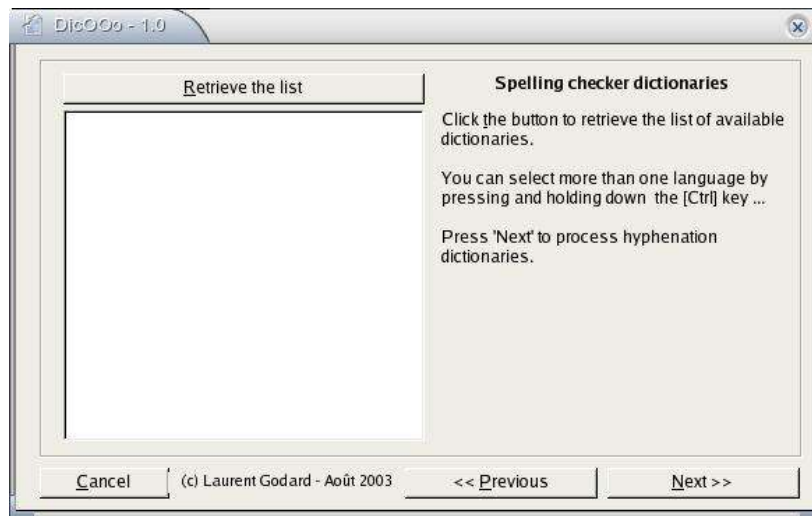 DicOOo - 1.0
Retrieve the list
Spelling checker dictionaries
Click the button to retrieve the list of available
dictionaries.
You can select more than one language by
pressing and holding down the [Ctrl] key ...
Press 'Next' to process hyphenation
dictionaries.
Cancel
(c) Laurent Godard - Août 2003
<< Previous
Next >>